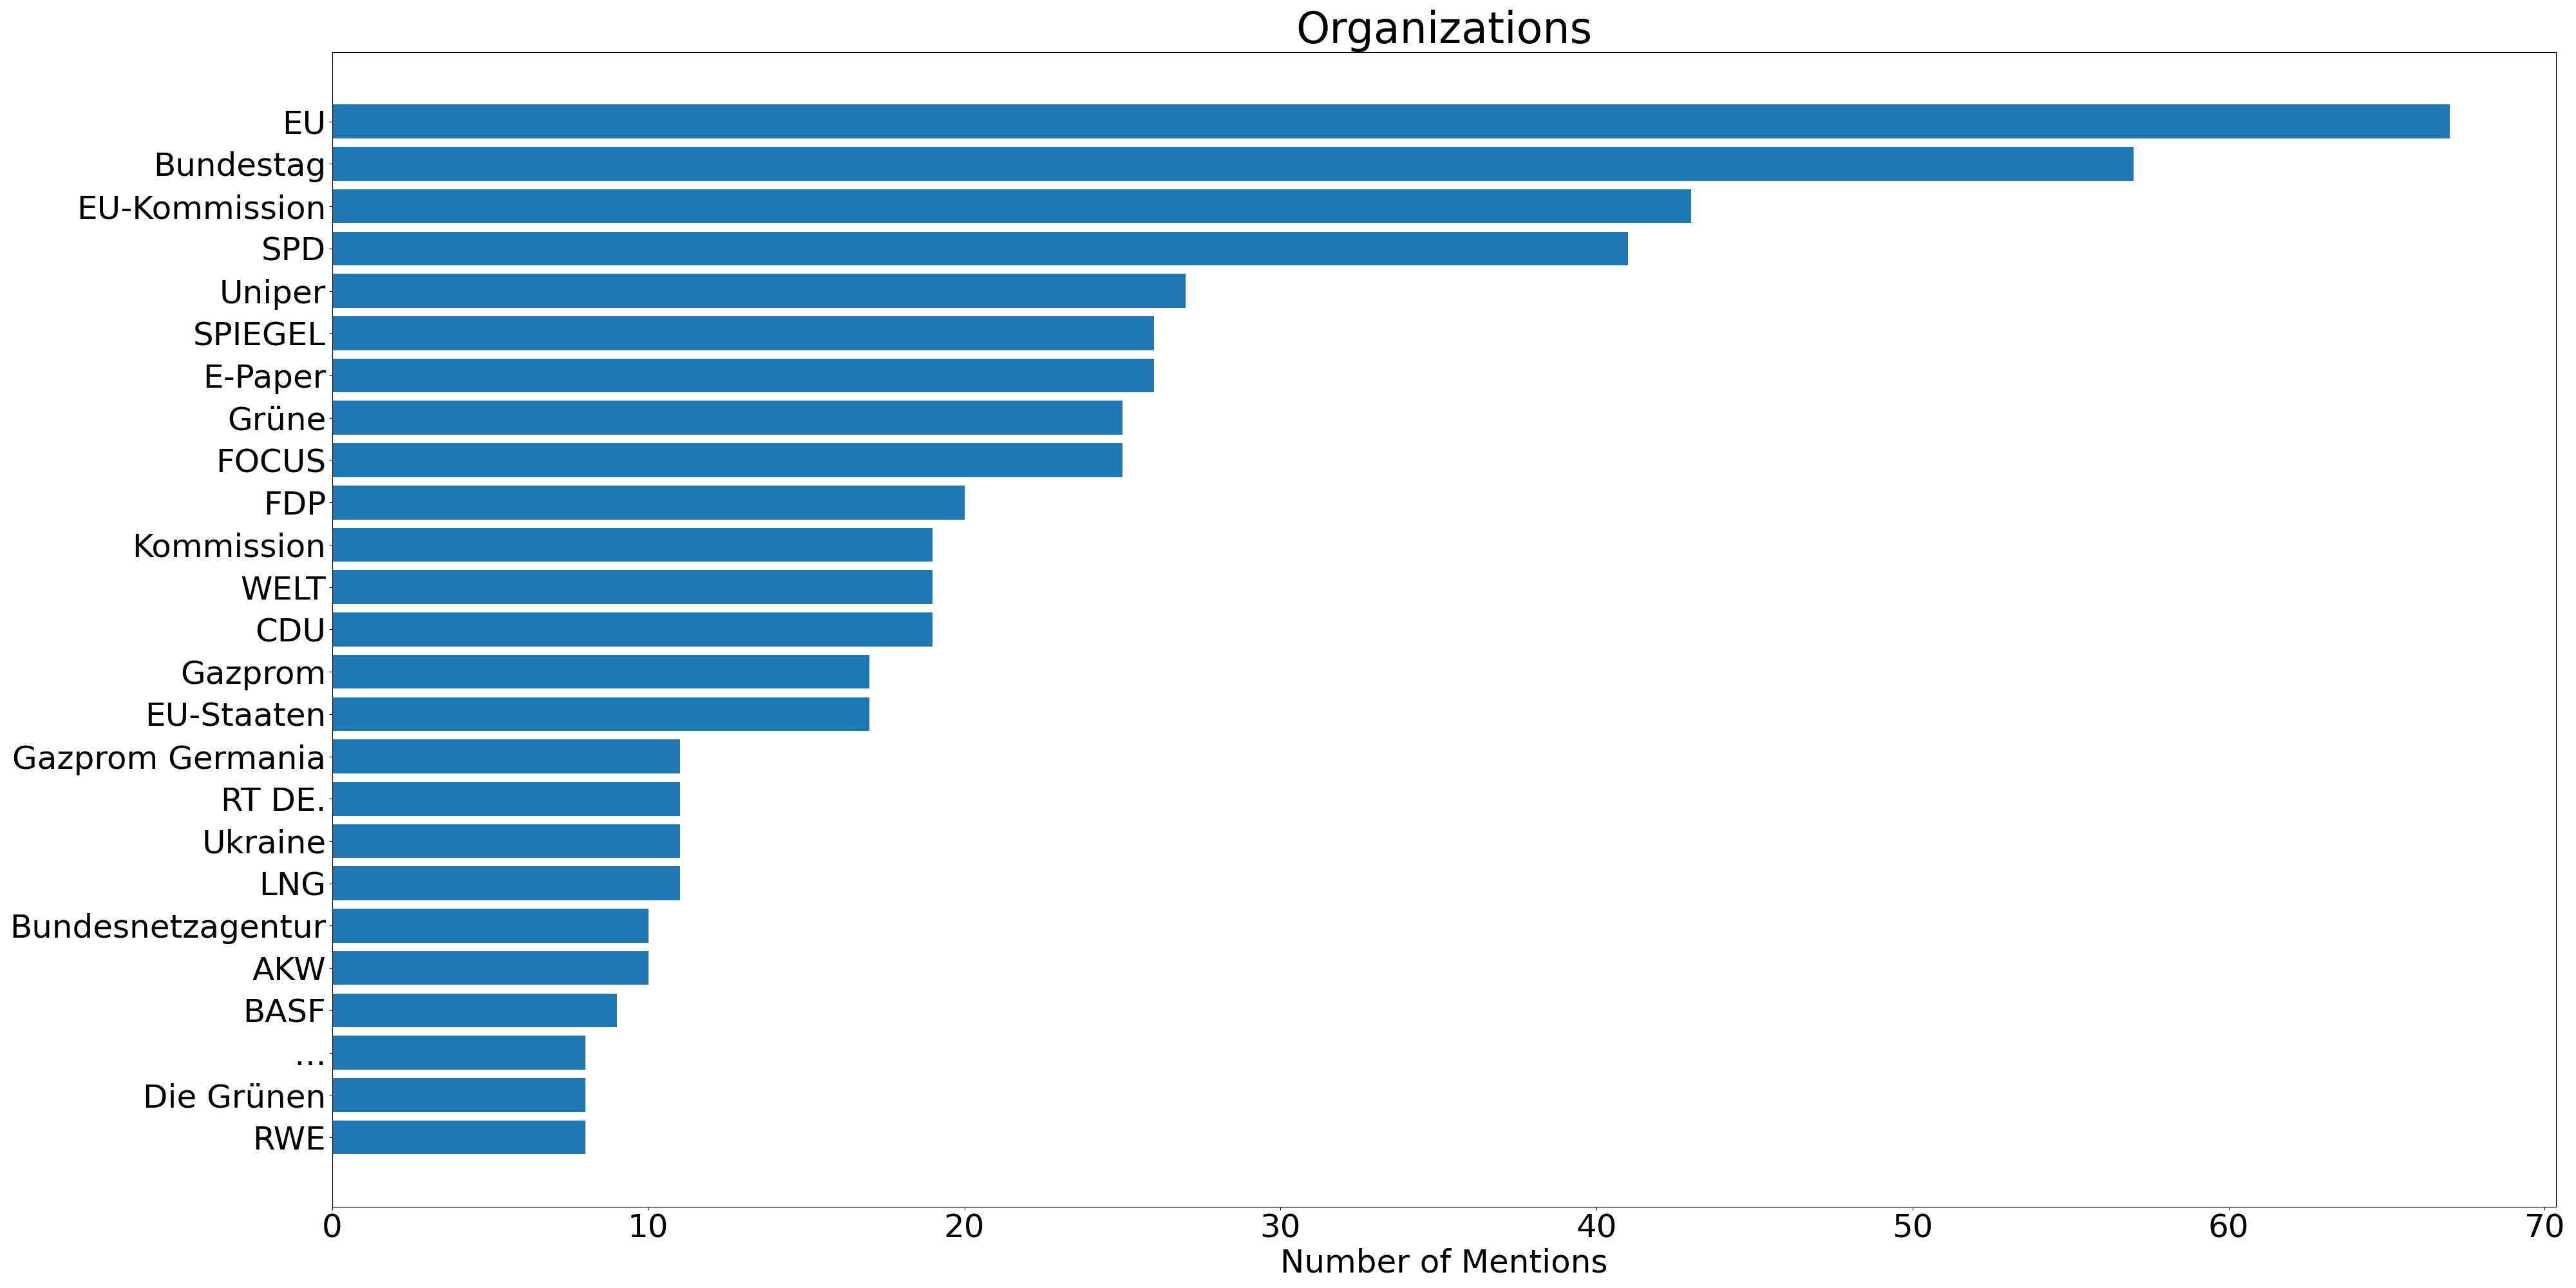 Organizations
EU
Bundestag
EU-Kommission
SPD
Uniper
SPIEGEL
E-Paper
Grüne
FOCUS
FDP
Kommission
WELT
CDU
Gazprom
EU-Staaten
Gazprom Germania
RT DE.
Ukraine
LNG
Bundesnetzagentur
AKW
BASF
...
Die Grünen
RWE
0 10 20 30 40 50 60 70
Number of Mentions